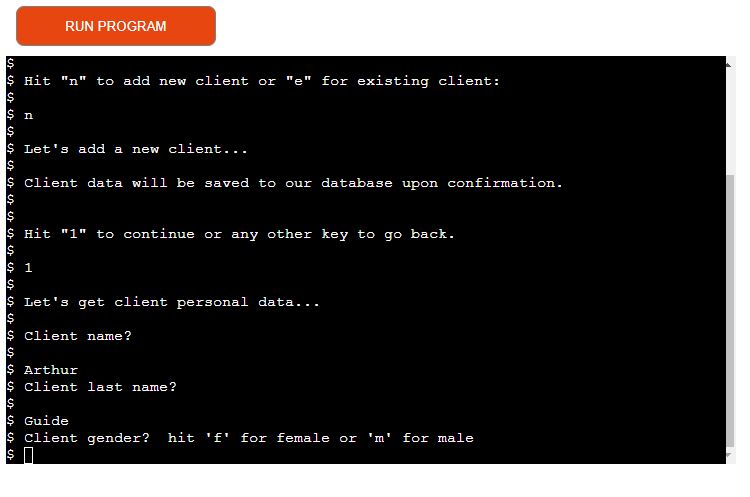 RUN PROGRAM
$
$ Hit "n" to add new client or "e" for existing client:
$
$ n
$
$ Let's add a new client...
$
$ Client data will be saved to our database upon confirmation.
$
$
$ Hit "1" to continue or any other key to go back.
$
$ 1
$
$ Let's get client personal data...
$
$ Client name?
$
$ Arthur
$ Client last name?
$
$ Guide
$ Client gender?  hit 'f' for female or 'm' for male
$